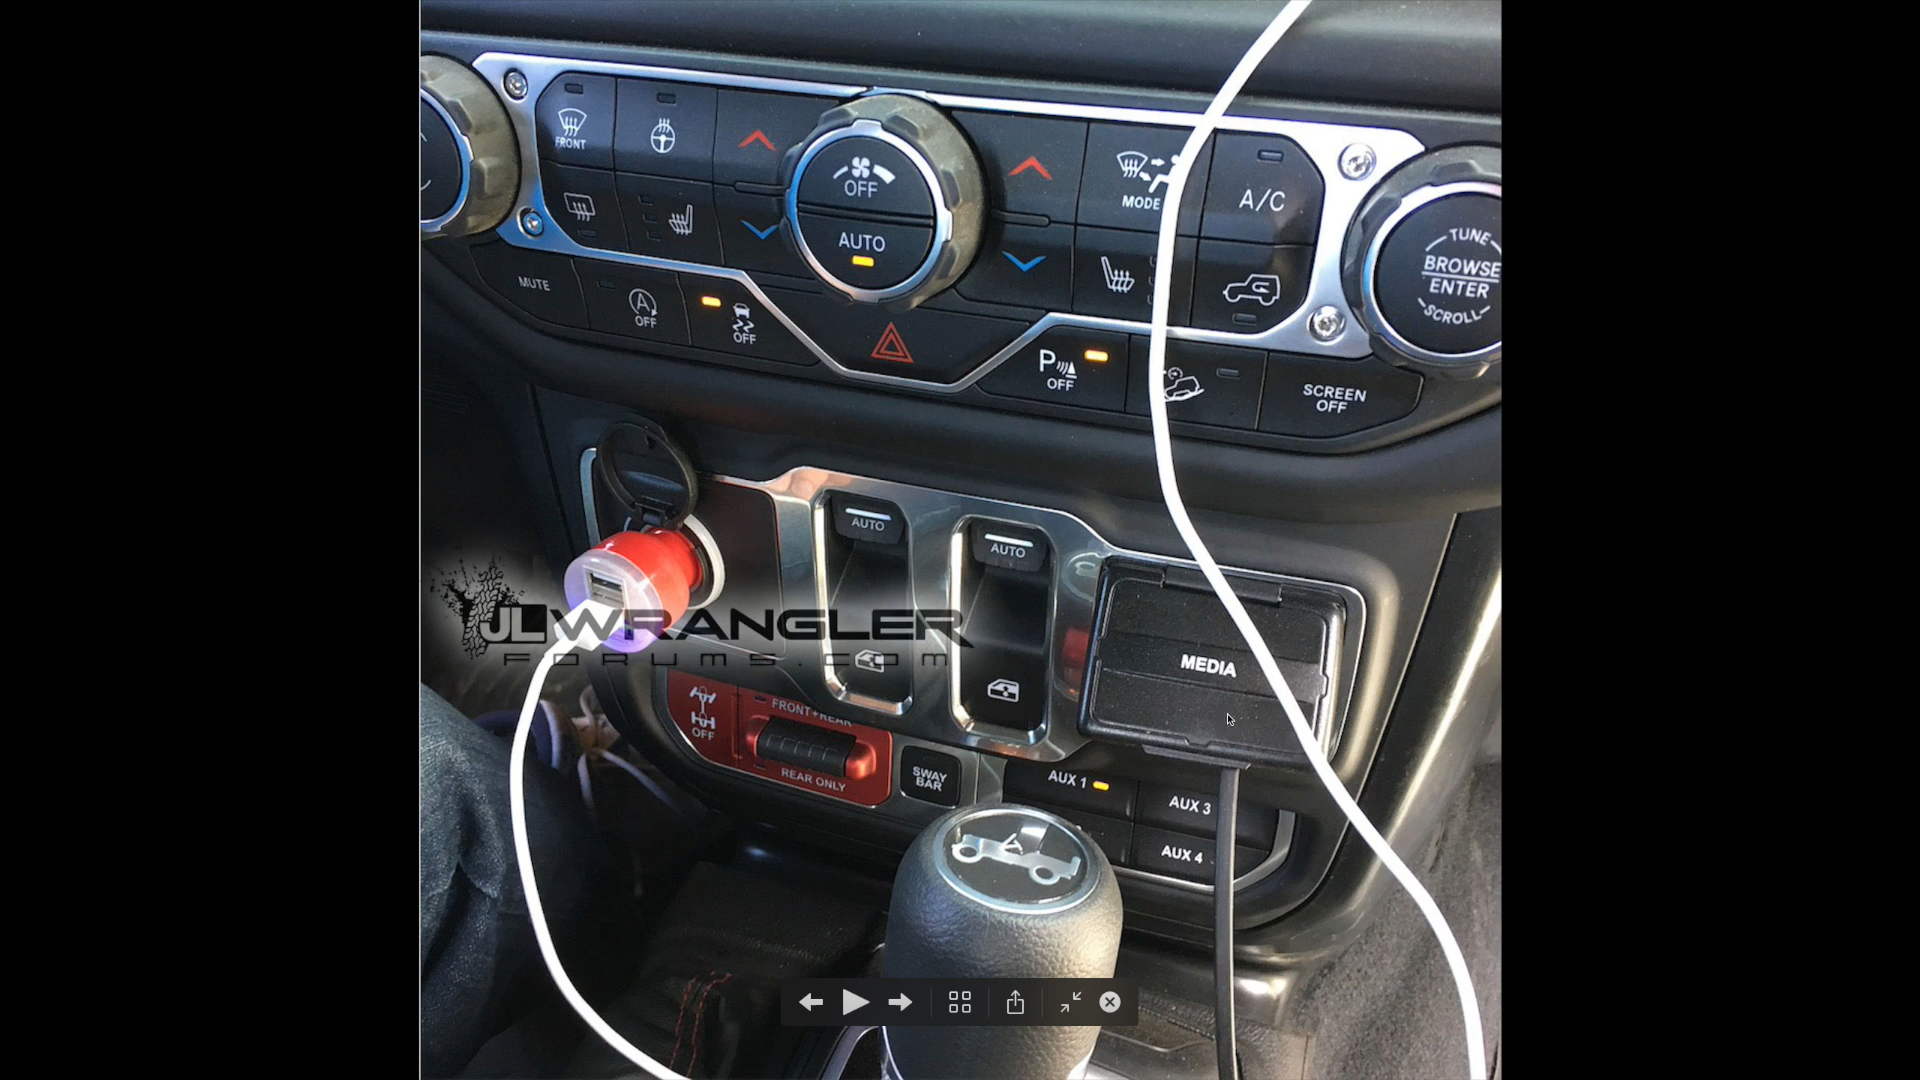 FRONT
OFF
AUTO
MODE
A/C
TUNE
BROWSE
ENTER
SCROLL
MUTE
A
OFF
OFF
P
OFF
SCREEN
OFF
AUTO
AUTO
JLWRANGLER
FORUMS.COM
MEDIA
OFF
FRONT+REAR
REAR ONLY
SWAY
BAR
AUX 1
AUX 3
AUX 4